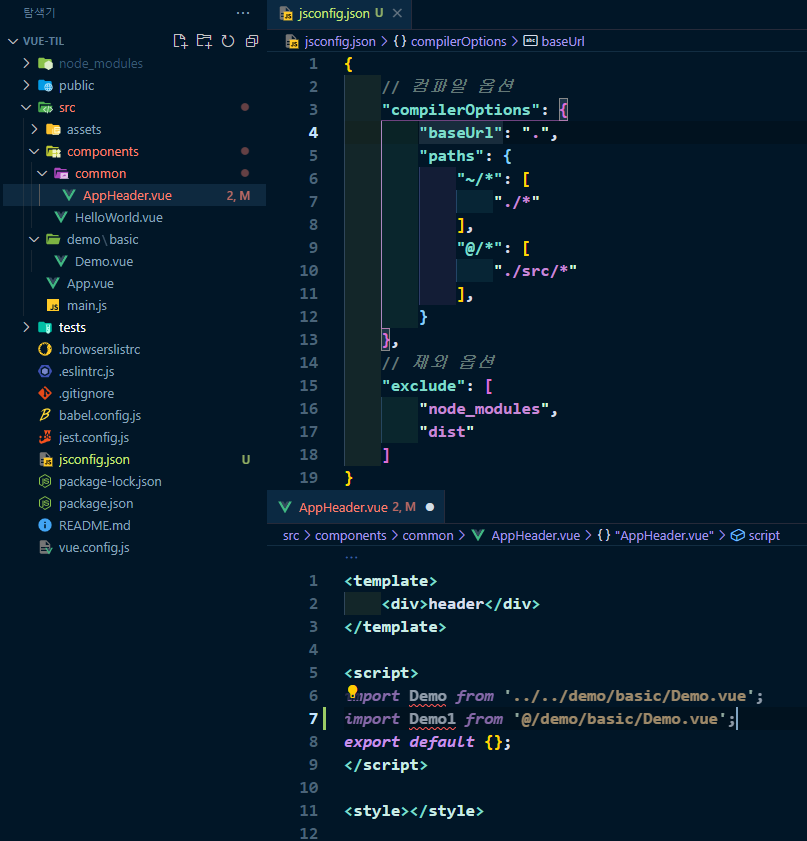 탐색기 ···
VUE-TIL
node_modules
public
src
assets
components
common
AppHeader.vue 2, M
HelloWorld.vue
demo\basic
Demo.vue
App.vue
main.js
tests
.browserslistrc
.eslintrc.js
.gitignore
babel.config.js
jest.config.js
jsconfig.json U
package-lock.json
package.json
README.md
vue.config.js
jsconfig.json U
jsconfig.json > {} compilerOptions > baseUrl
1 {
2 // 컴파일 옵션
3 "compilerOptions": {
4 "baseUrl": ".",
5 "paths": {
6 "~/*": [
7 "./*"
8 ],
9 "@/*": [
10 "./src/*"
11 ],
12 }
13 },
14 // 제외 옵션
15 "exclude": [
16 "node_modules",
17 "dist"
18 ]
19 }
AppHeader.vue 2, M
src > components > common > AppHeader.vue > {} "AppHeader.vue" > script
···
1 <template>
2 <div>header</div>
3 </template>
4
5 <script>
6 import Demo from '../../demo/basic/Demo.vue';
7 import Demo1 from '@/demo/basic/Demo.vue';
8 export default {};
9 </script>
10
11 <style></style>
12